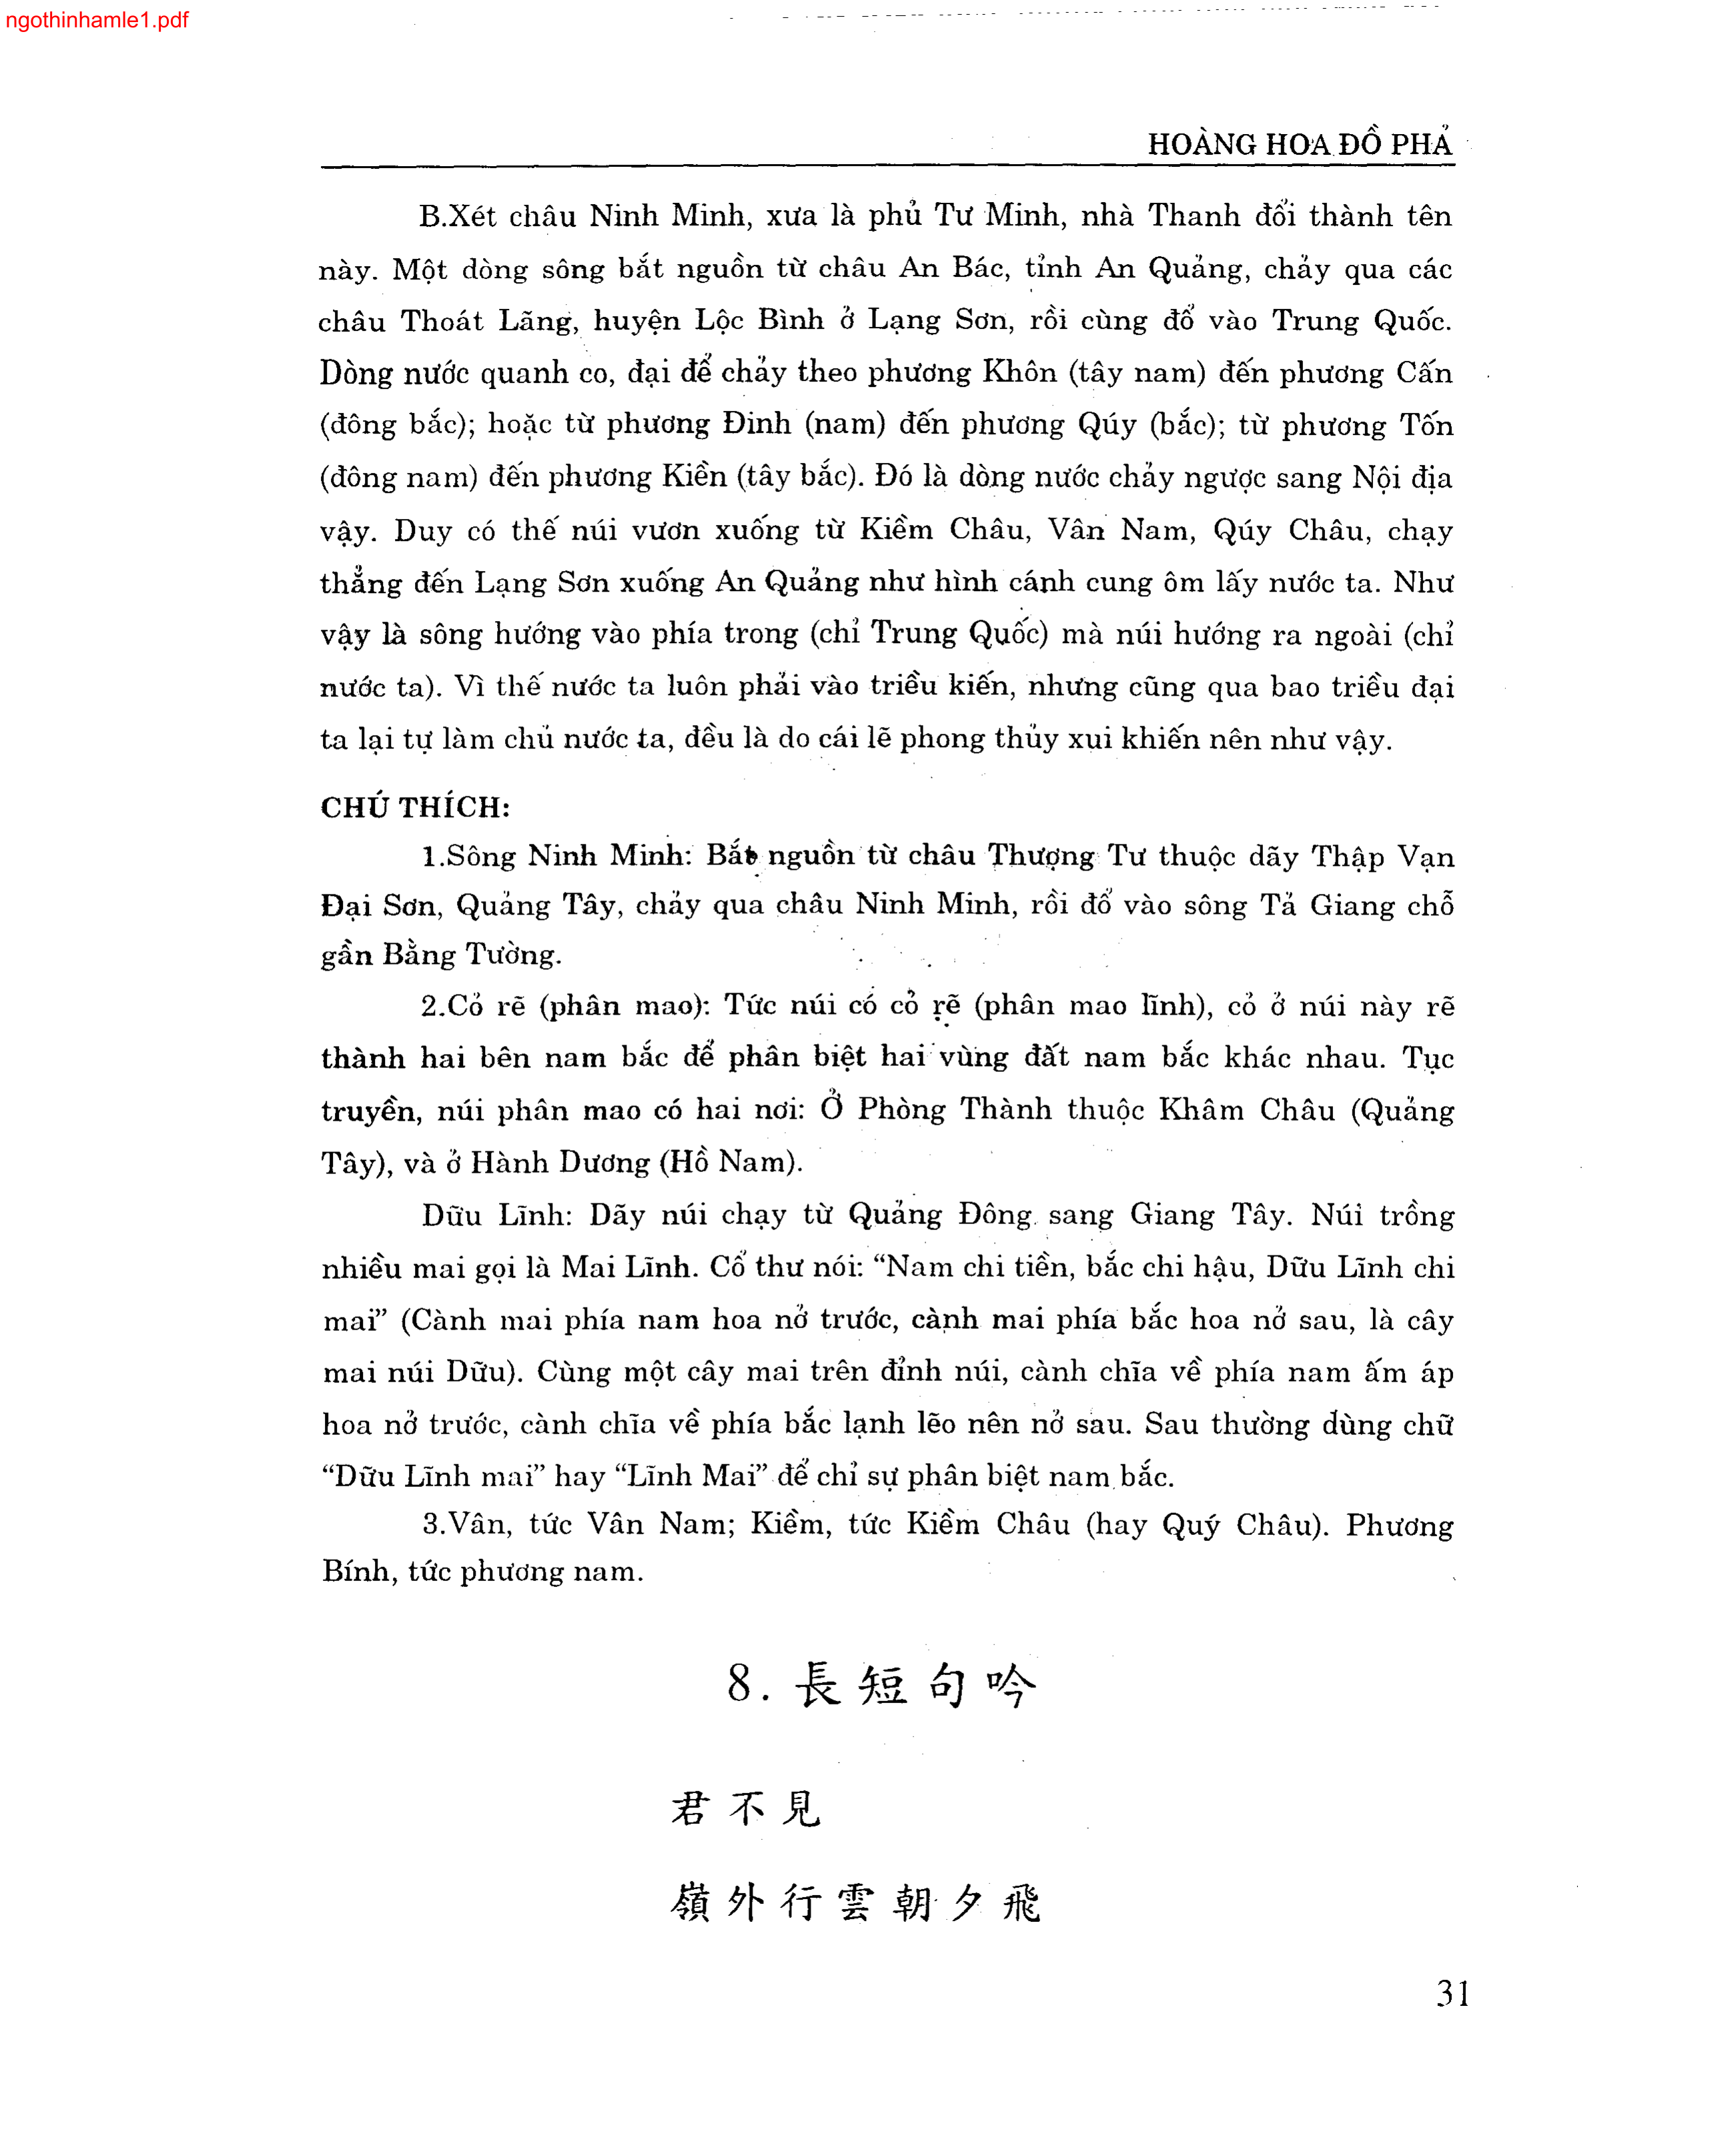 ngothinhamle1.pdf
HOÀNG HOA ĐỒ PHẢ
B.Xét châu Ninh Minh, xưa là phủ Tư Minh, nhà Thanh đổi thành tên
này. Một dòng sông bắt nguồn từ châu An Bác, tỉnh An Quảng, chảy qua các
châu Thoát Lãng, huyện Lộc Bình ở Lạng Sơn, rồi cùng đổ vào Trung Quốc.
Dòng nước quanh co, đại để chảy theo phương Khôn (tây nam) đến phương Cấn
(đông bắc); hoặc từ phương Đinh (nam) đến phương Qúy (bắc); từ phương Tốn
(đông nam) đến phương Kiền (tây bắc). Đó là dòng nước chảy ngược sang Nội địa
vậy. Duy có thế núi vươn xuống từ Kiềm Châu, Vân Nam, Qúy Châu, chạy
thẳng đến Lạng Sơn xuống An Quảng như hình cánh cung ôm lấy nước ta. Như
vậy là sông hướng vào phía trong (chỉ Trung Quốc) mà núi hướng ra ngoài (chỉ
nước ta). Vì thế nước ta luôn phải vào triều kiến, nhưng cũng qua bao triều đại
ta lại tự làm chủ nước ta, đều là do cái lẽ phong thủy xui khiến nên như vậy.
CHÚ THÍCH:
1.Sông Ninh Minh: Bắt nguồn từ châu Thượng Tư thuộc dãy Thập Vạn
Đại Sơn, Quảng Tây, chảy qua châu Ninh Minh, rồi đổ vào sông Tả Giang chỗ
gần Bằng Tường.
2.Cỏ rẽ (phân mao): Tức núi có cỏ rẽ (phân mao lĩnh), cỏ ở núi này rẽ
thành hai bên nam bắc để phân biệt hai vùng đất nam bắc khác nhau. Tục
truyền, núi phân mao có hai nơi: Ở Phòng Thành thuộc Khâm Châu (Quảng
Tây), và ở Hành Dương (Hồ Nam).
Dữu Lĩnh: Dãy núi chạy từ Quảng Đông sang Giang Tây. Núi trồng
nhiều mai gọi là Mai Lĩnh. Cổ thư nói: “Nam chi tiền, bắc chi hậu, Dữu Lĩnh chi
mai” (Cành mai phía nam hoa nở trước, cành mai phía bắc hoa nở sau, là cây
mai núi Dữu). Cùng một cây mai trên đỉnh núi, cành chĩa về phía nam ấm áp
hoa nở trước, cành chĩa về phía bắc lạnh lẽo nên nở sau. Sau thường dùng chữ
“Dữu Lĩnh mai” hay “Lĩnh Mai” để chỉ sự phân biệt nam bắc.
3.Vân, tức Vân Nam; Kiềm, tức Kiềm Châu (hay Quý Châu). Phương
Bính, tức phương nam.
8. 長短句吟
君不見
嶺外行雲朝夕飛
31